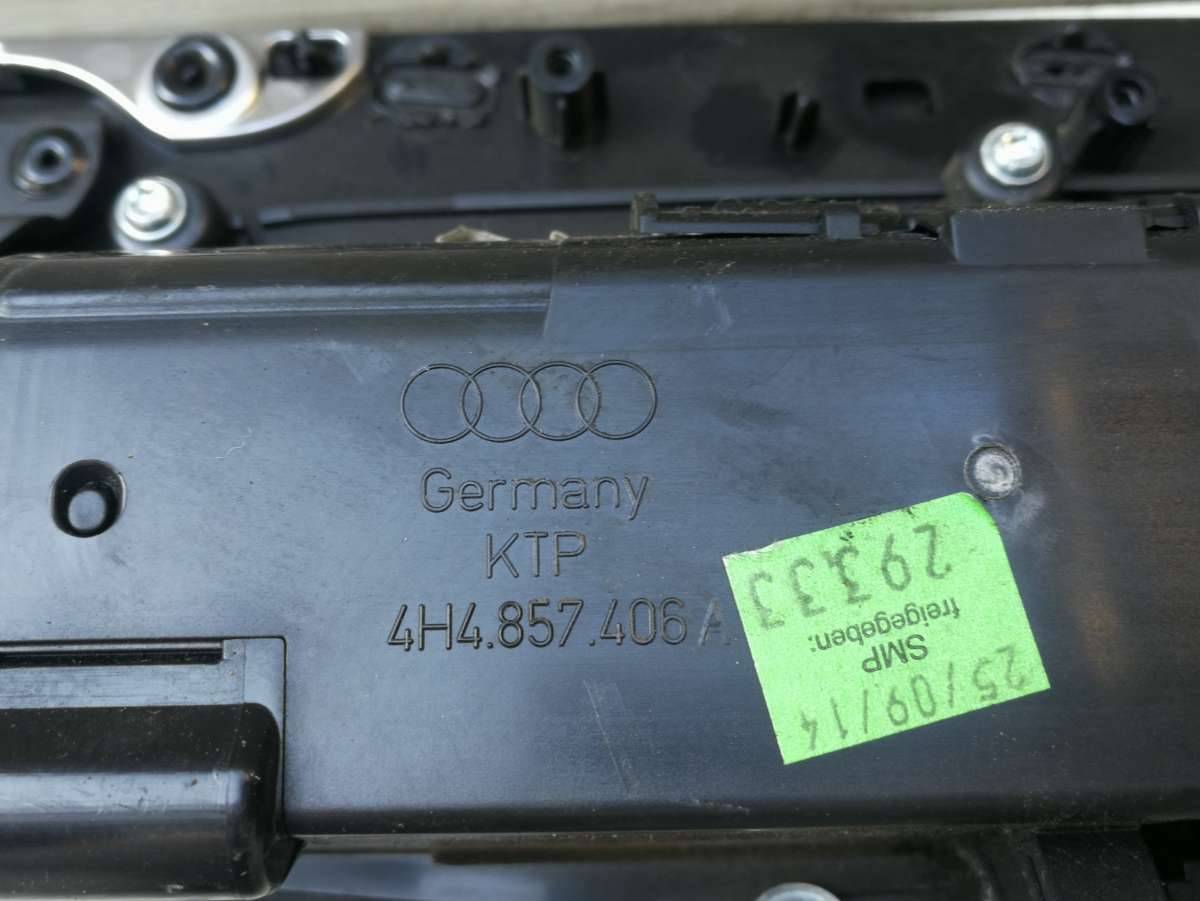 Germany
KTP
4H4.857.406 A
25/09/14
SMP
freigegeben:
29333